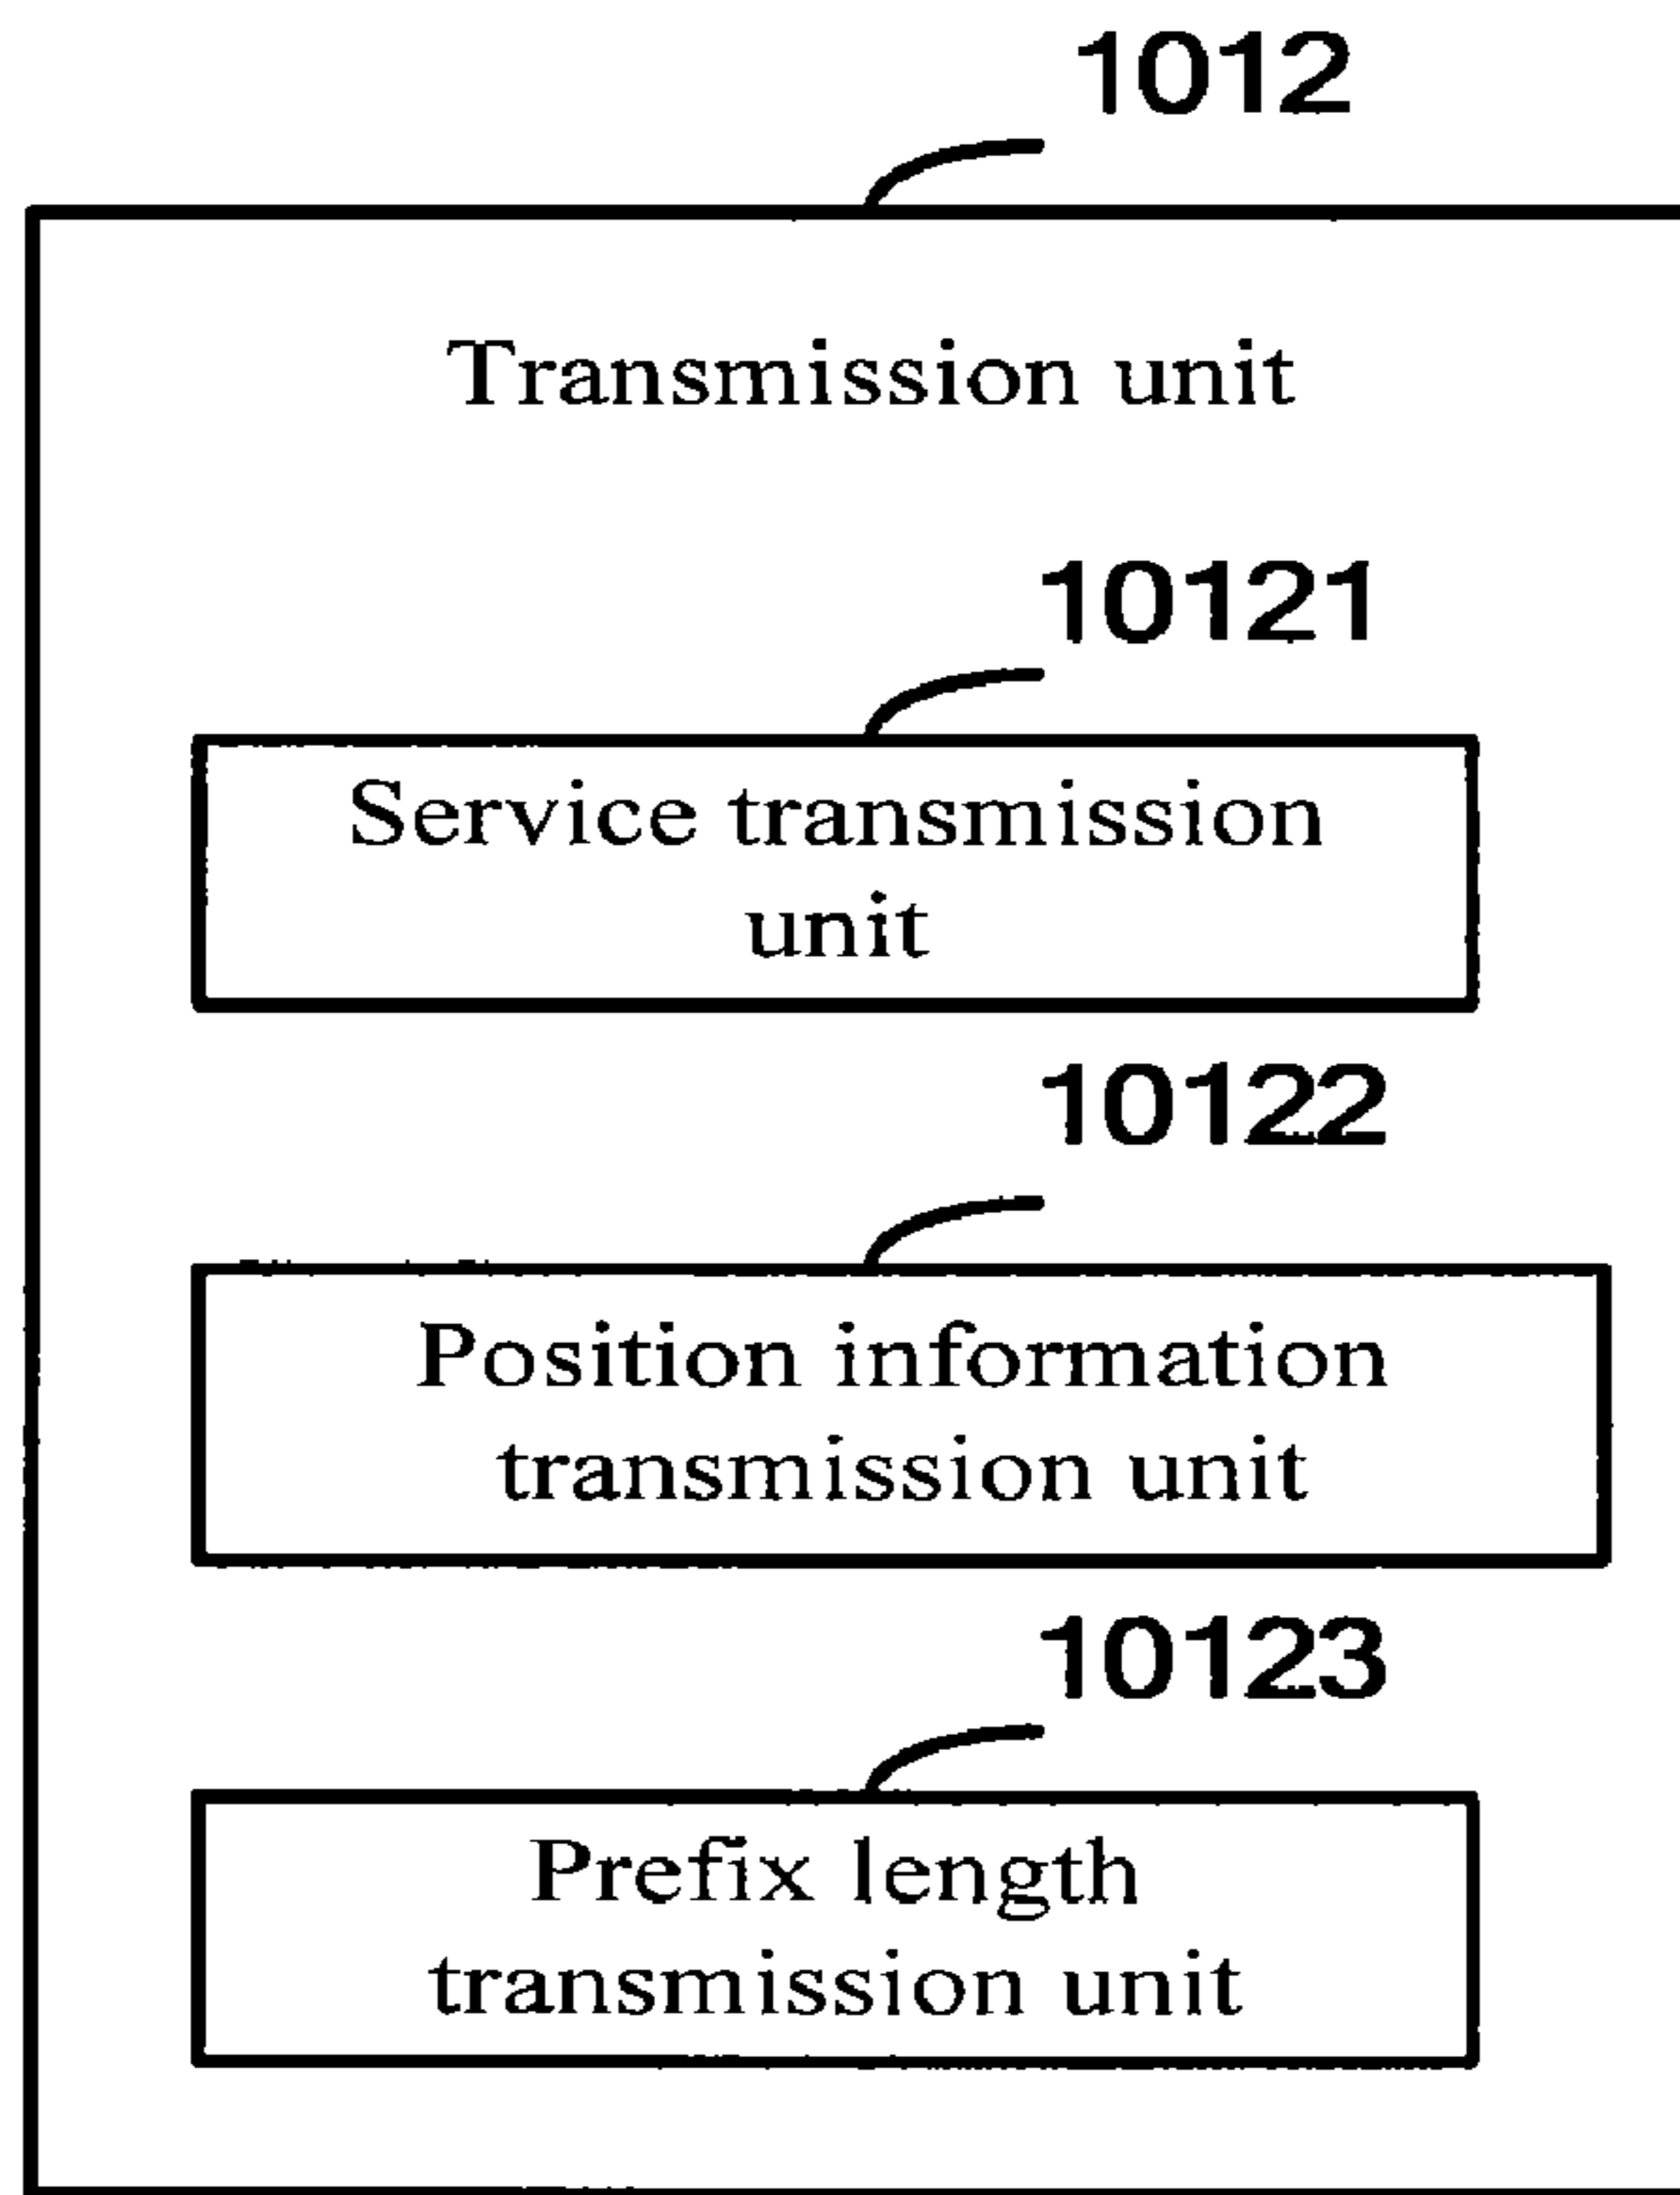 1012
Transmission unit
10121
Service transmission
unit
10122
Position information
transmission unit
10123
Prefix length
transmission unit